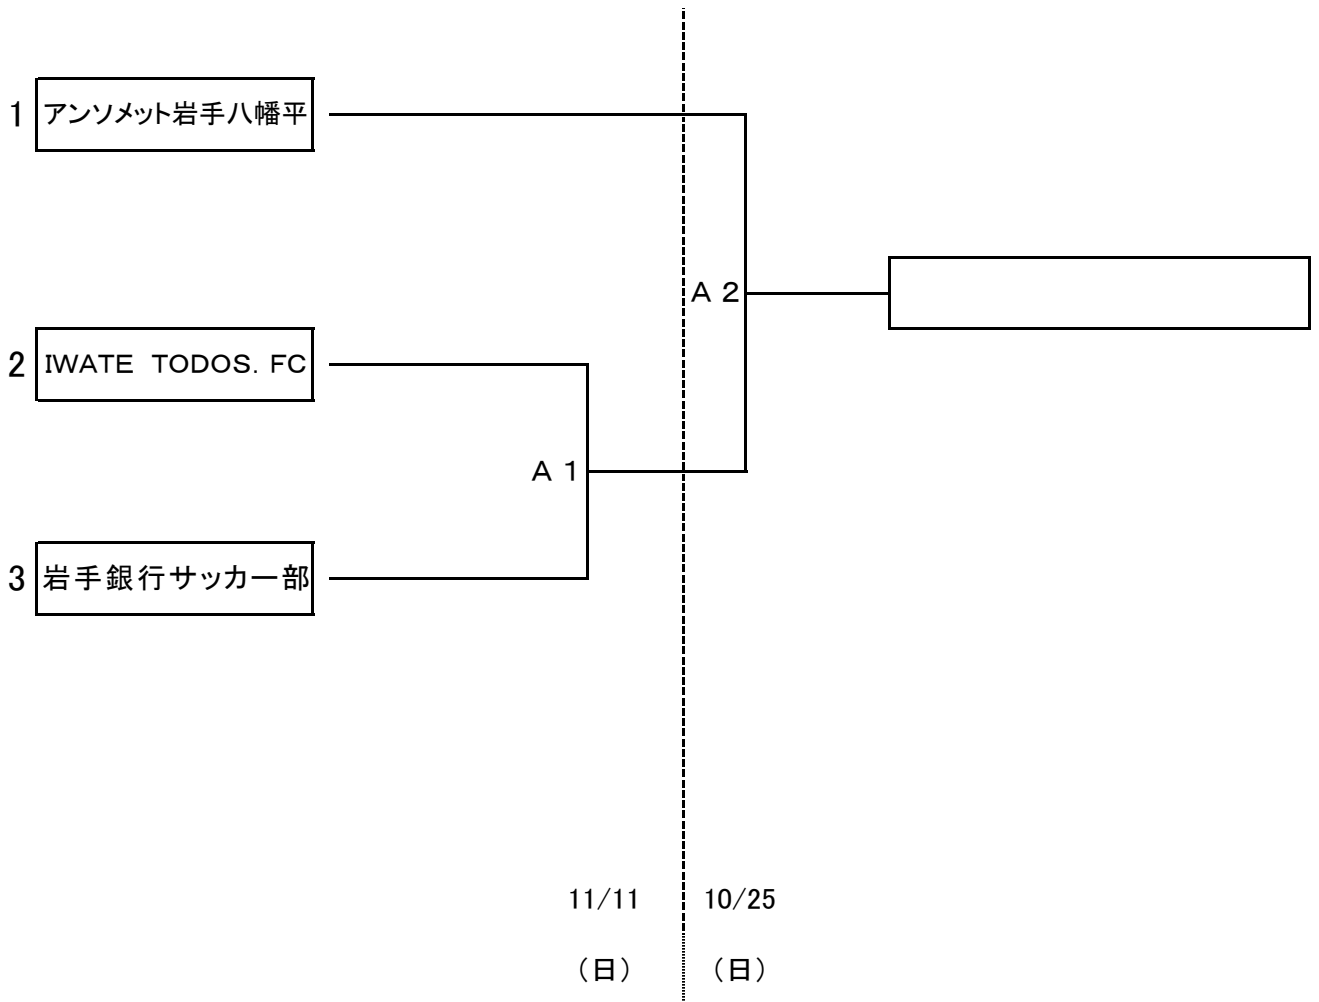 1 アンソメット岩手八幡平
A 2
2 IWATE TODOS. FC
A 1
3 岩手銀行サッカー部
11/11 10/25
（日） （日）